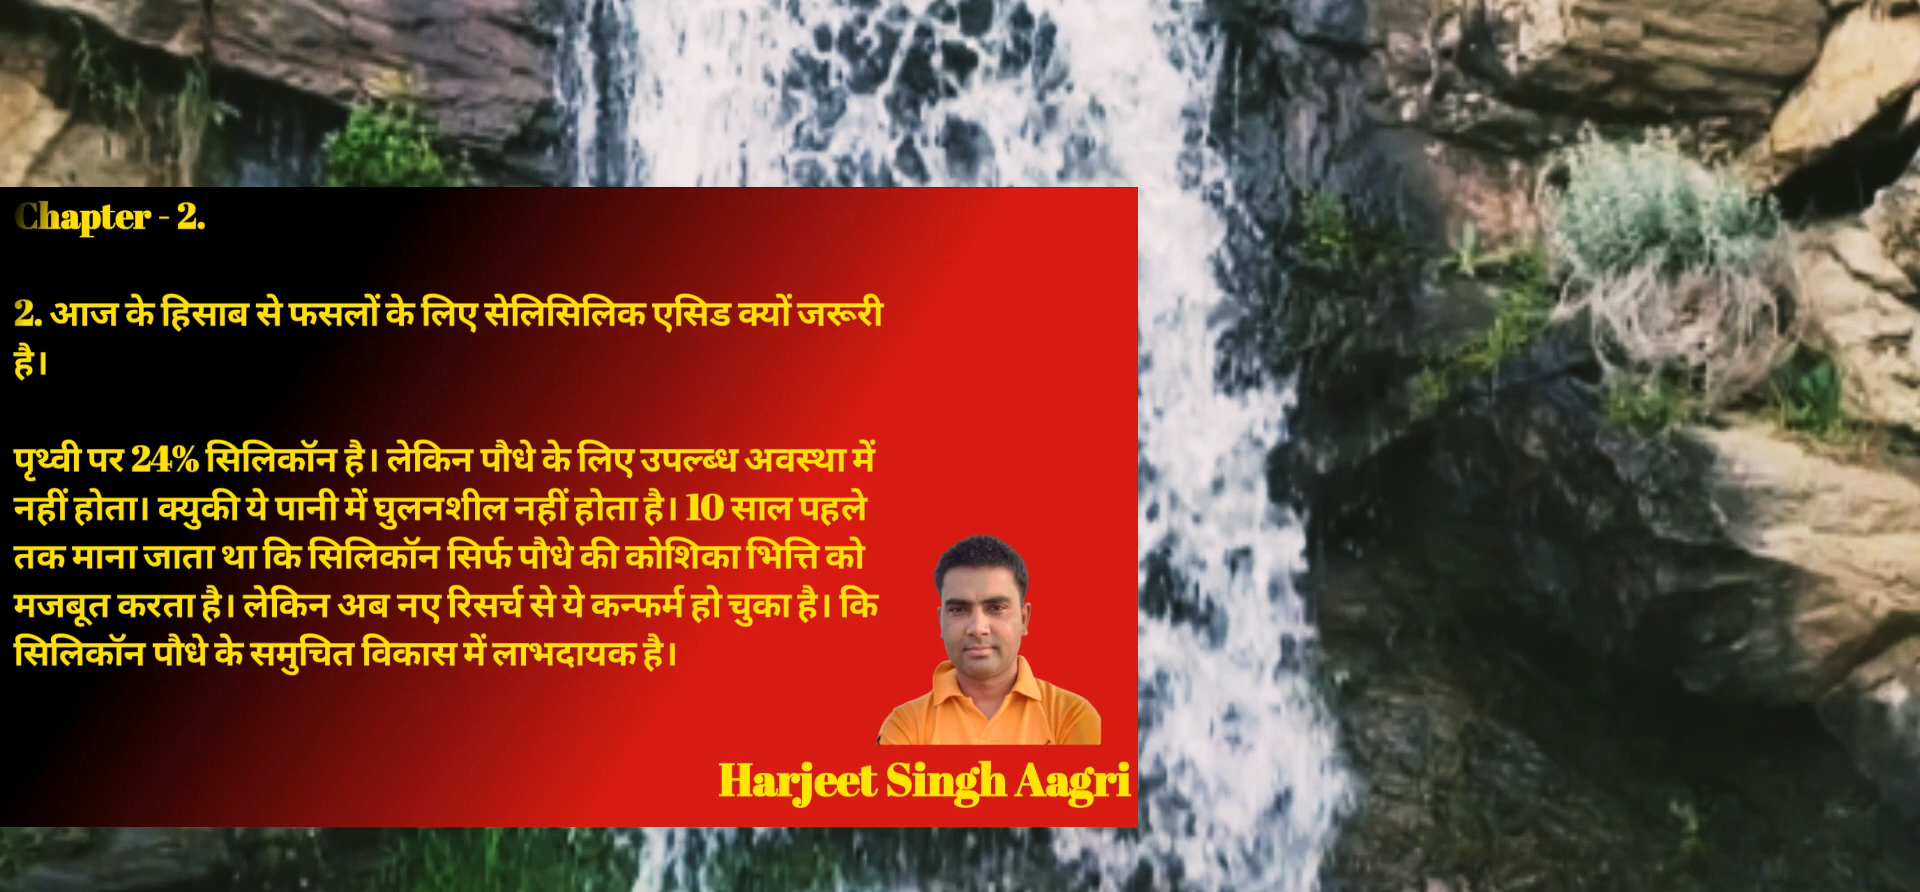 Chapter - 2.
2. आज के हिसाब से फसलों के लिए सेलिसिलिक एसिड क्यों जरूरी
है।
पृथ्वी पर 24% सिलिकॉन है। लेकिन पौधे के लिए उपल्ब्ध अवस्था में
नहीं होता। क्युकी ये पानी में घुलनशील नहीं होता है। 10 साल पहले
तक माना जाता था कि सिलिकॉन सिर्फ पौधे की कोशिका भित्ति को
मजबूत करता है। लेकिन अब नए रिसर्च से ये कन्फर्म हो चुका है। कि
सिलिकॉन पौधे के समुचित विकास में लाभदायक है।
Harjeet Singh Aagri